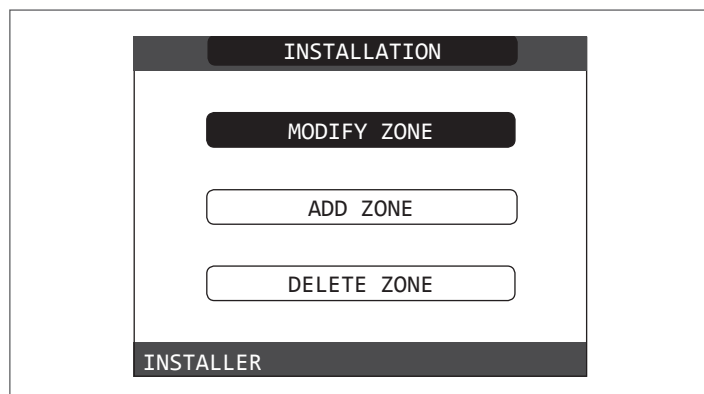 INSTALLATION
MODIFY ZONE
ADD ZONE
DELETE ZONE
INSTALLER